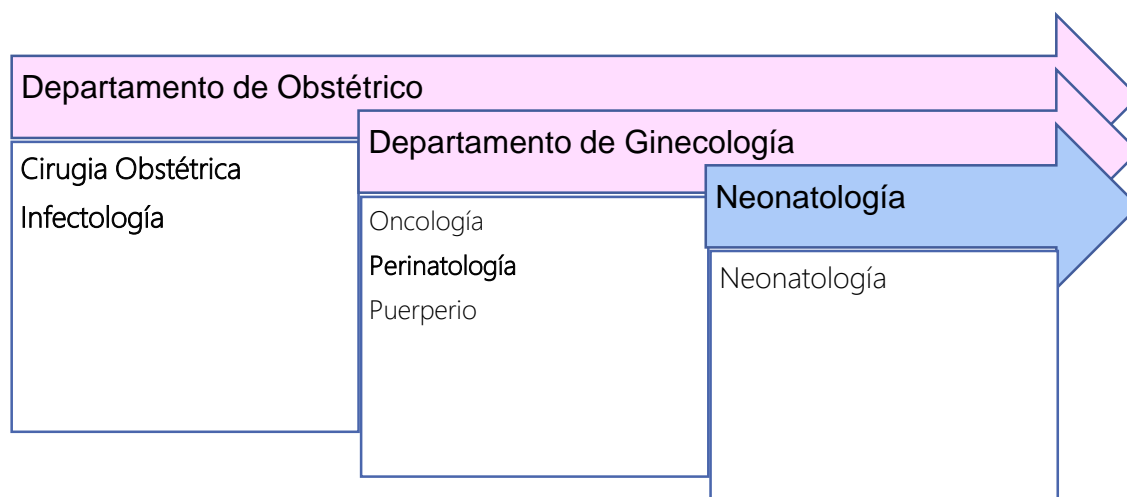 Departamento de Obstétrico
Cirugia Obstétrica
Infectología
Departamento de Ginecología
Oncología
Perinatología
Puerperio
Neonatología
Neonatología